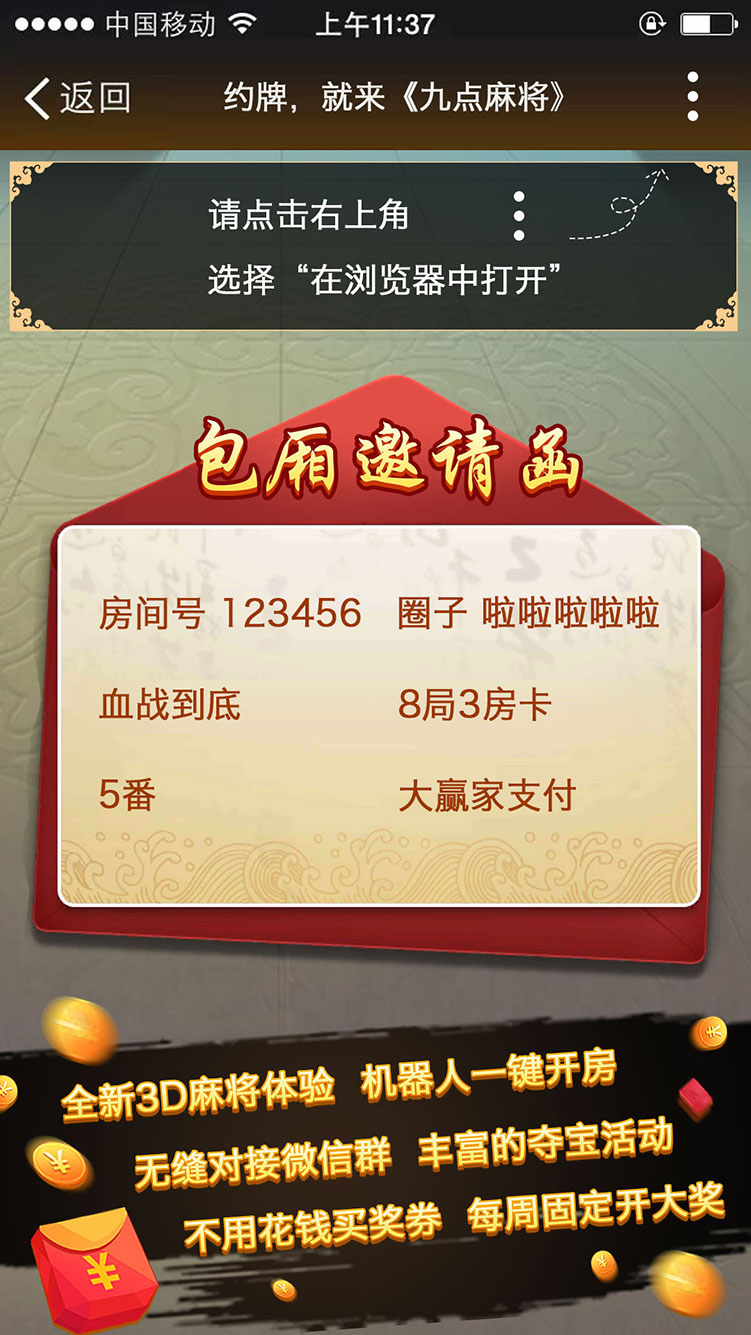 中国移动 上午11:37
返回 约牌，就来《九点麻将》
请点击右上角
选择“在浏览器中打开”
包厢邀请函
房间号 123456 圈子 啦啦啦啦啦
血战到底 8局3房卡
5番 大赢家支付
全新3D麻将体验 机器人一键开房
无缝对接微信群 丰富的夺宝活动
不用花钱买奖券 每周固定开大奖